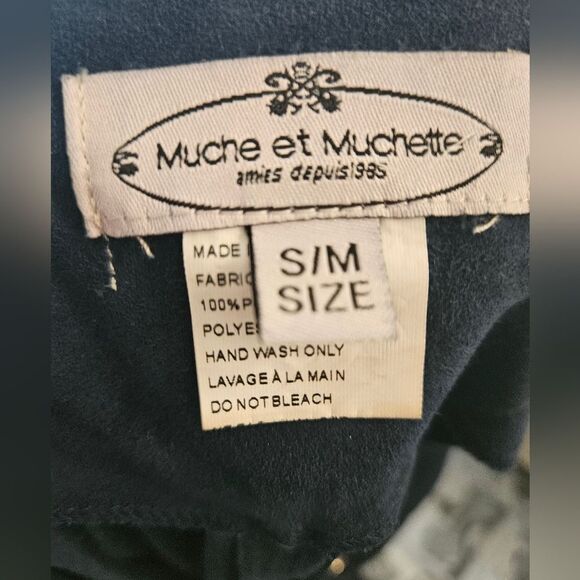 Muche et Muchette
amies depuis1985
S/M
SIZE
MADE
FABRIC
100%P
POLYES
HAND WASH ONLY
LAVAGE À LA MAIN
DO NOT BLEACH